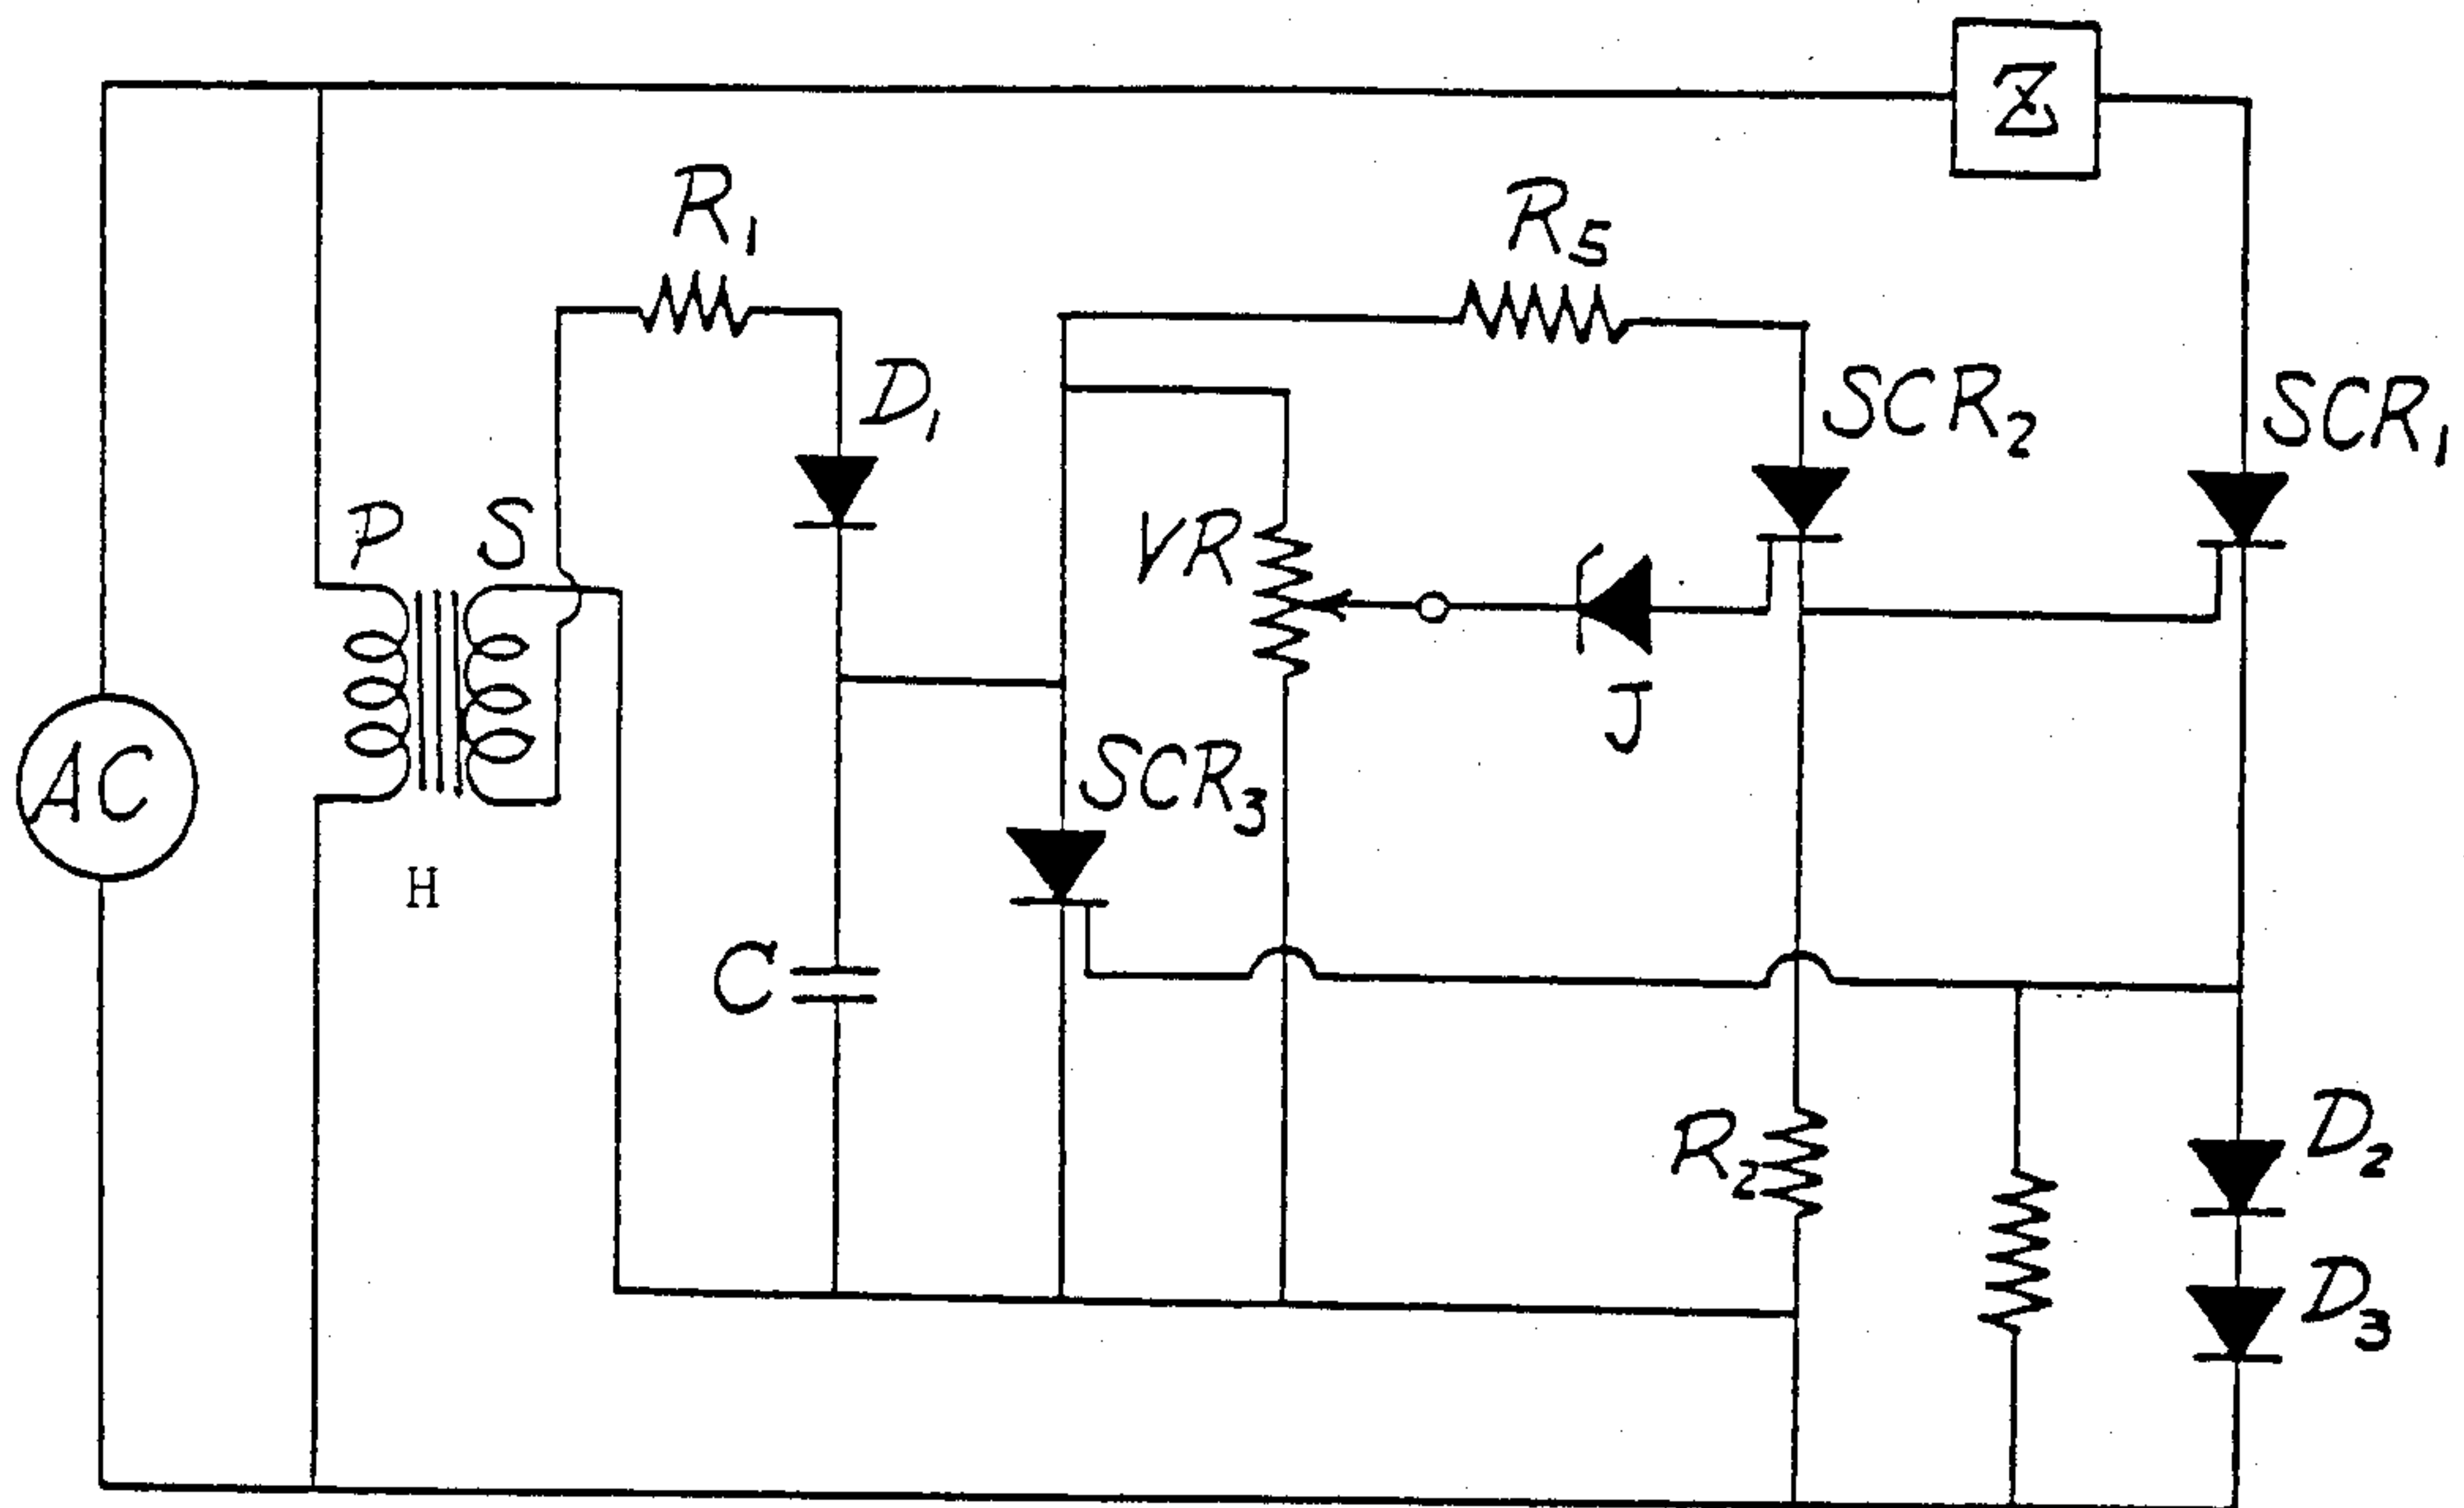 Z
R₁
R₅
D₁
SCR₂
SCR₁
P
S
VR
J
AC
SCR₃
H
C
R₂
D₂
D₃